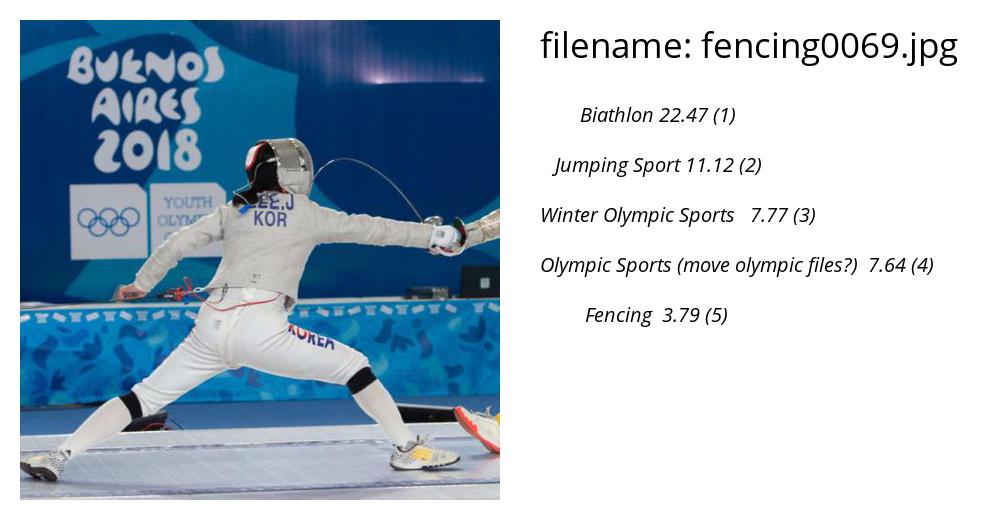 BUENOS
AIRES
2018
YOUTH
OLYM
KOR
KOREA
filename: fencing0069.jpg
Biathlon 22.47 (1)
Jumping Sport 11.12 (2)
Winter Olympic Sports 7.77 (3)
Olympic Sports (move olympic files?) 7.64 (4)
Fencing 3.79 (5)